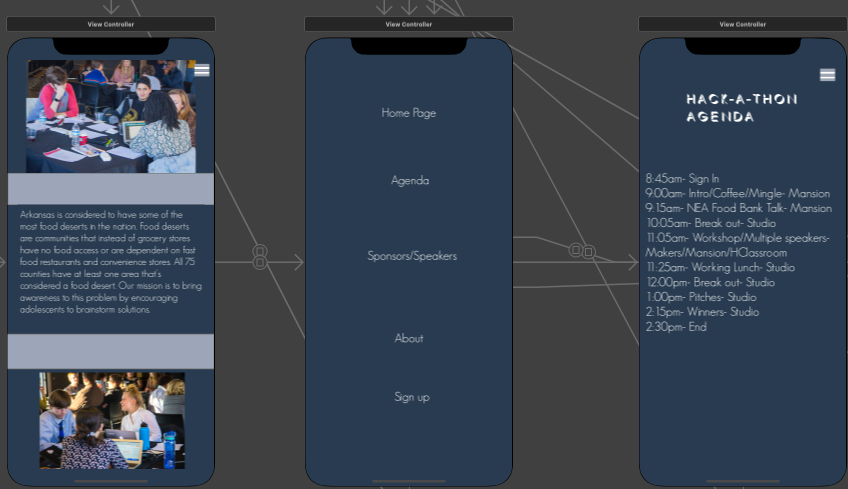 View Controller
Arkansas is considered to have some of the
most food deserts in the nation. Food deserts
are communities that instead of grocery stores
have no food access or are dependent on fast
food restaurants and convenience stores. All 75
counties have at least one area that's
considered a food desert. Our mission is to bring
awareness to this problem by encouraging
adolescents to brainstorm solutions.
View Controller
Home Page
Agenda
Sponsors/Speakers
About
Sign up
View Controller
HACK-A-THON
AGENDA
8:45am- Sign In
9:00am- Intro/Coffee/Mingle- Mansion
9:15am- NEA Food Bank Talk- Mansion
10:05am- Break out- Studio
11:05am- Workshop/Multiple speakers-
Makers/Mansion/HClassroom
11:25am- Working Lunch- Studio
12:00pm- Break out- Studio
1:00pm- Pitches- Studio
2:15pm- Winners- Studio
2:30pm- End